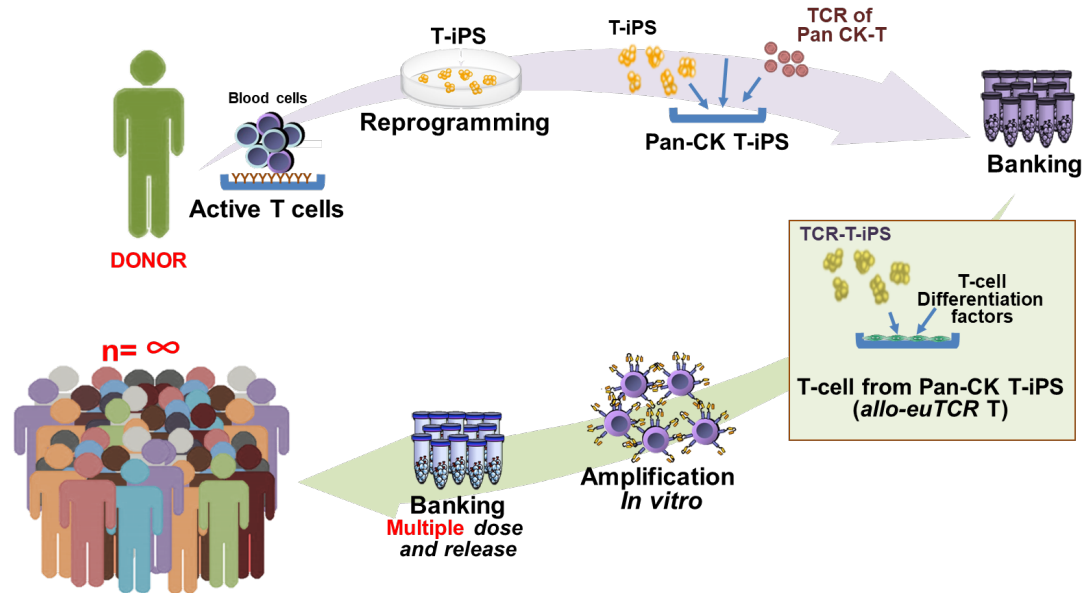 DONOR
Blood cells
Active T cells
T-iPS
Reprogramming
T-iPS
TCR of
Pan CK-T
Pan-CK T-iPS
Banking
TCR-T-iPS
T-cell
Differentiation
factors
T-cell from Pan-CK T-iPS
(allo-euTCR T)
Amplification
In vitro
Banking
Multiple dose
and release
n= ∞